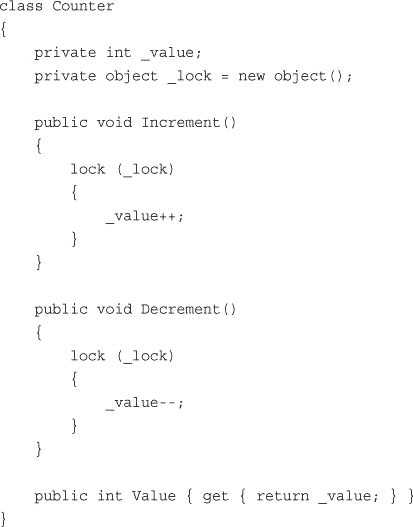 class Counter
{
    private int _value;
    private object _lock = new object();

    public void Increment()
    {
        lock (_lock)
        {
            _value++;
        }
    }

    public void Decrement()
    {
        lock (_lock)
        {
            _value--;
        }
    }

    public int Value { get { return _value; } }
}